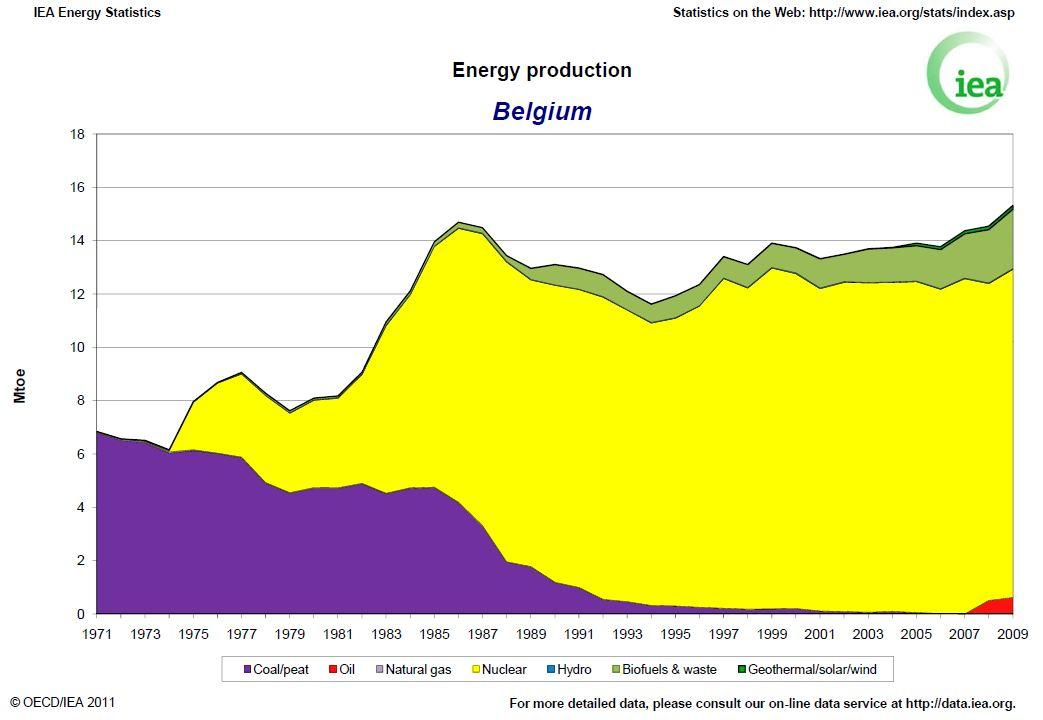 IEA Energy Statistics
Statistics on the Web: http://www.iea.org/stats/index.asp
iea
Energy production
Belgium
18
16
14
12
10
8
6
4
2
0
Mtoe
1971 1973 1975 1977 1979 1981 1983 1985 1987 1989 1991 1993 1995 1997 1999 2001 2003 2005 2007 2009
Coal/peat Oil Natural gas Nuclear Hydro Biofuels & waste Geothermal/solar/wind
© OECD/IEA 2011
For more detailed data, please consult our on-line data service at http://data.iea.org.